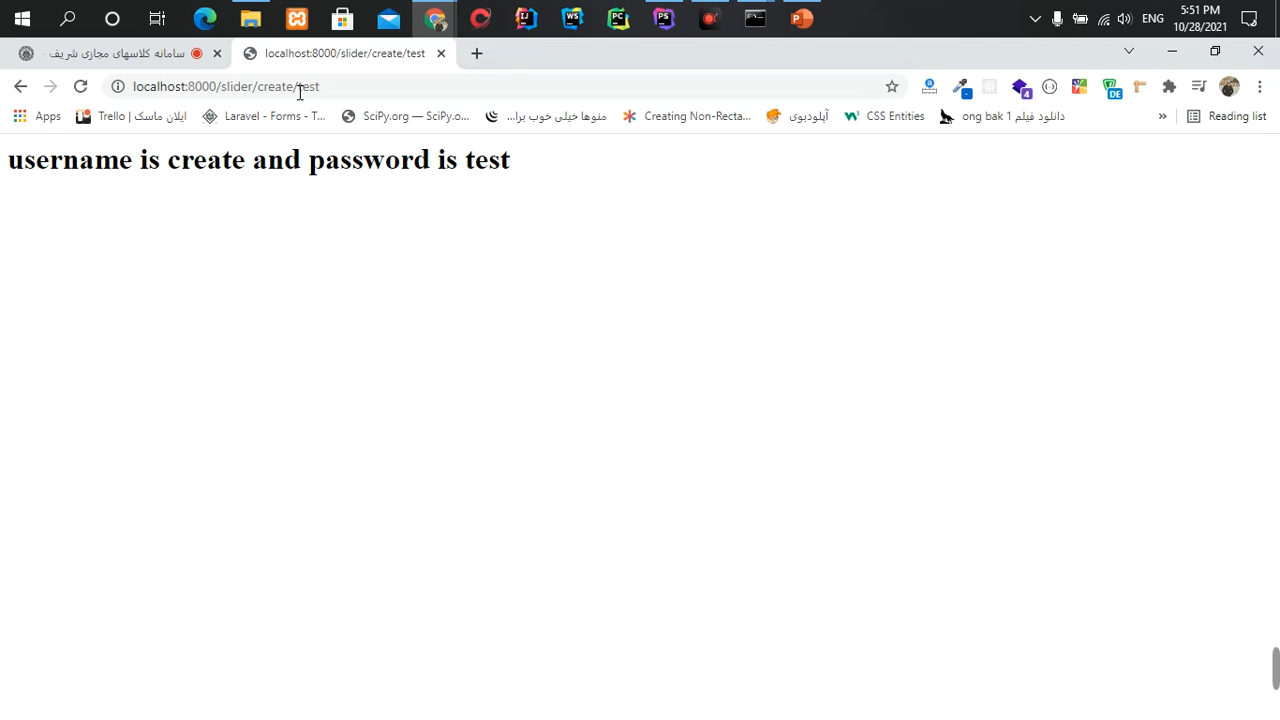 ENG
5:51 PM
10/28/2021
سامانه کلاسهای مجازی شریف
localhost:8000/slider/create/test
localhost:8000/slider/create/test
4
DE
Apps
ایلان ماسک | Trello
Laravel - Forms - T...
SciPy.org — SciPy.o...
منوها خیلی خوب برا...
Creating Non-Recta...
آپلودبوی
CSS Entities
دانلود فیلم ong bak 1
»
Reading list
username is create and password is test